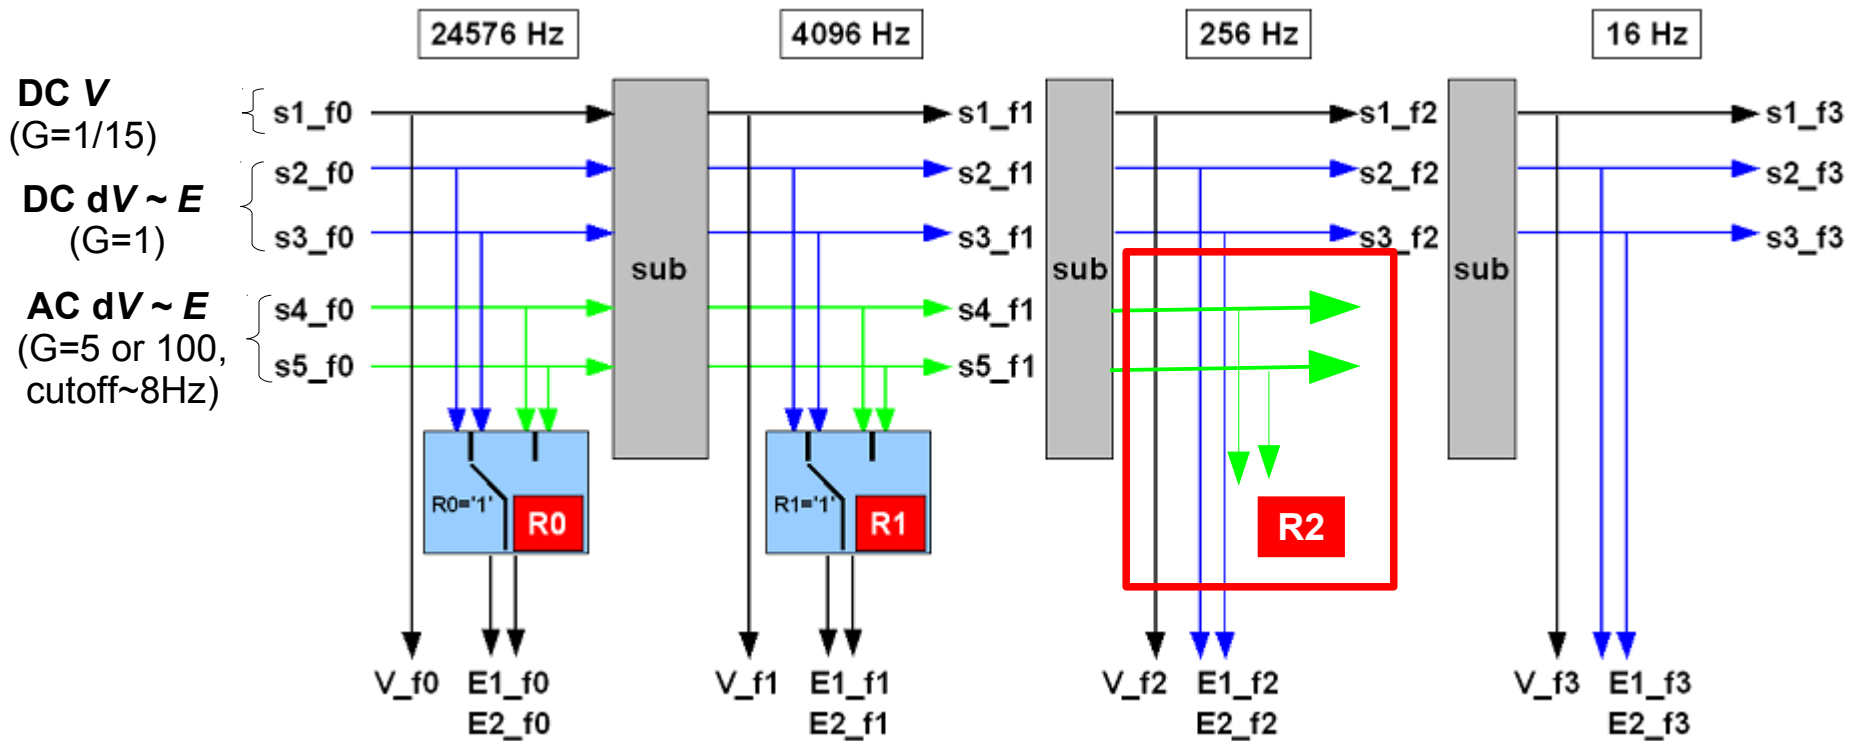 24576 Hz
4096 Hz
256 Hz
16 Hz
DC V
(G=1/15)
DC dV ~ E
(G=1)
AC dV ~ E
(G=5 or 100,
cutoff~8Hz)
s1_f0
s2_f0
s3_f0
s4_f0
s5_f0
sub
s1_f1
s2_f1
s3_f1
s4_f1
s5_f1
sub
s1_f2
s2_f2
s3_f2
sub
s1_f3
s2_f3
s3_f3
R0='1'
R0
R1='1'
R1
R2
V_f0
E1_f0
E2_f0
V_f1
E1_f1
E2_f1
V_f2
E1_f2
E2_f2
V_f3
E1_f3
E2_f3